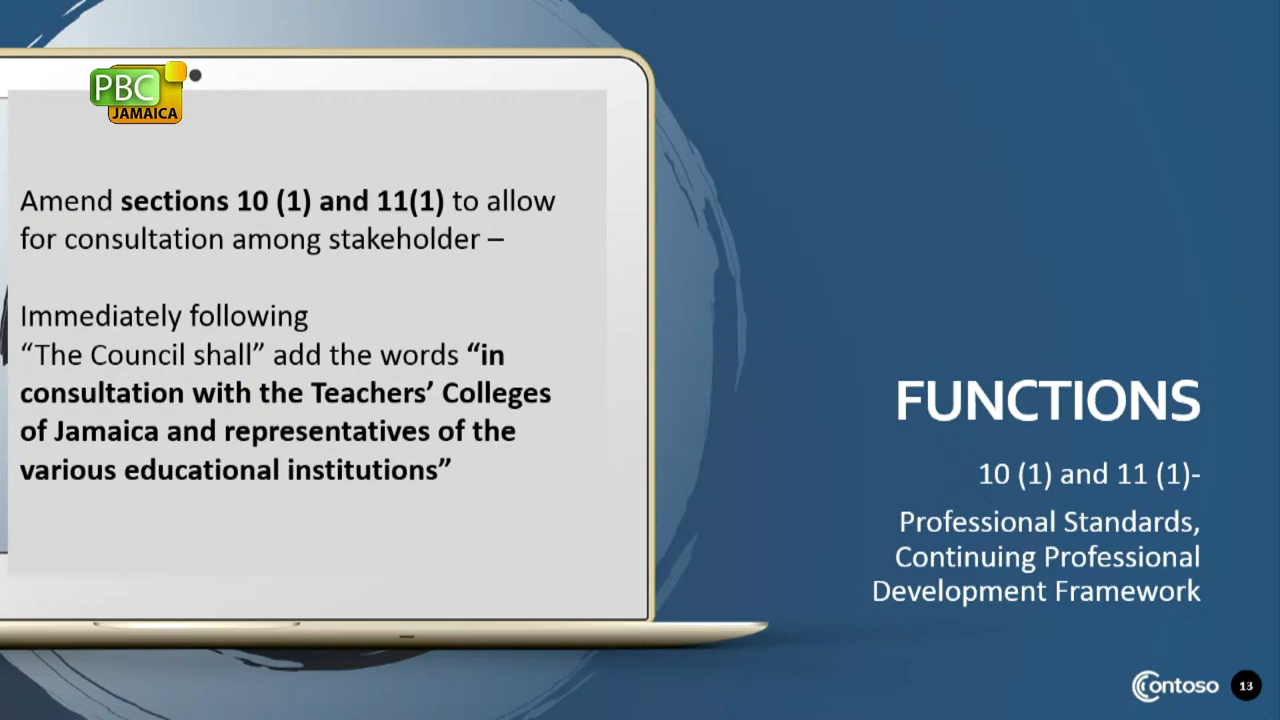 PBC
JAMAICA
Amend sections 10 (1) and 11(1) to allow
for consultation among stakeholder –
Immediately following
“The Council shall” add the words “in
consultation with the Teachers’ Colleges
of Jamaica and representatives of the
various educational institutions”
FUNCTIONS
10 (1) and 11 (1)-
Professional Standards,
Continuing Professional
Development Framework
Contoso
13